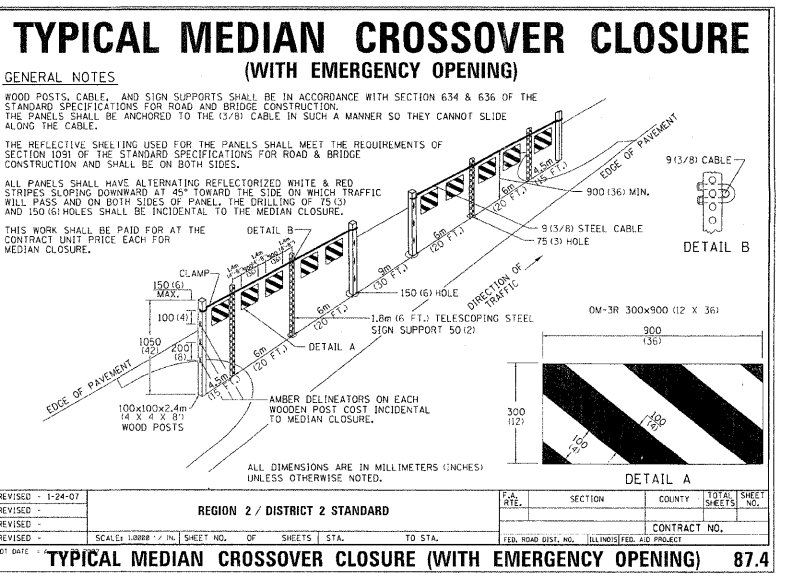 TYPICAL MEDIAN CROSSOVER CLOSURE
(WITH EMERGENCY OPENING)
GENERAL NOTES
WOOD POSTS, CABLE, AND SIGN SUPPORTS SHALL BE IN ACCORDANCE WITH SECTION 634 & 636 OF THE
STANDARD SPECIFICATIONS FOR ROAD AND BRIDGE CONSTRUCTION.
THE PANELS SHALL BE ANCHORED TO THE (3/8) CABLE IN SUCH A MANNER SO THEY CANNOT SLIDE
ALONG THE CABLE.
THE REFLECTIVE SHEETING USED FOR THE PANELS SHALL MEET THE REQUIREMENTS OF
SECTION 1091 OF THE STANDARD SPECIFICATIONS FOR ROAD & BRIDGE
CONSTRUCTION AND SHALL BE ON BOTH SIDES.
ALL PANELS SHALL HAVE ALTERNATING REFLECTORIZED WHITE & RED
STRIPES SLOPING DOWNWARD AT 45° TOWARD THE SIDE ON WHICH TRAFFIC
WILL PASS AND ON BOTH SIDES OF PANEL. THE DRILLING OF 75 (3)
AND 150 (6) HOLES SHALL BE INCIDENTAL TO THE MEDIAN CLOSURE.
THIS WORK SHALL BE PAID FOR AT THE
CONTRACT UNIT PRICE EACH FOR
MEDIAN CLOSURE.
DETAIL B
EDGE OF PAVEMENT
9 (3/8) CABLE
DETAIL B
4.5m
(15 FT.)
900 (36) MIN.
6m
(20 FT.)
6m
(20 FT.)
9 (3/8) STEEL CABLE
75 (3) HOLE
9m
(30 FT.)
DIRECTION OF
TRAFFIC
150 (6) HOLE
6m
(20 FT.)
1.8m (6 FT.) TELESCOPING STEEL
SIGN SUPPORT 50 (2)
CLAMP
150 (6)
MAX.
100 (4)
1050
(42)
200
(8)
DETAIL A
6m
(20 FT.)
4.5m
(15 FT.)
EDGE OF PAVEMENT
100x100x2.4m
(4 X 4 X 8')
WOOD POSTS
AMBER DELINEATORS ON EACH
WOODEN POST COST INCIDENTAL
TO MEDIAN CLOSURE.
OM-3R 300x900 (12 X 36)
900
(36)
300
(12)
100
(4)
100
(4)
DETAIL A
ALL DIMENSIONS ARE IN MILLIMETERS (INCHES)
UNLESS OTHERWISE NOTED.
REVISED - 1-24-07
REVISED -
REVISED -
REVISED -
REGION 2 / DISTRICT 2 STANDARD
SCALE: 1.0000 ' / IN. SHEET NO. OF SHEETS STA. TO STA.
F.A. RTE. SECTION COUNTY TOTAL SHEETS SHEET NO.
CONTRACT NO.
FED. ROAD DIST. NO. ILLINOIS FED. AID PROJECT
TYPICAL MEDIAN CROSSOVER CLOSURE (WITH EMERGENCY OPENING) 87.4